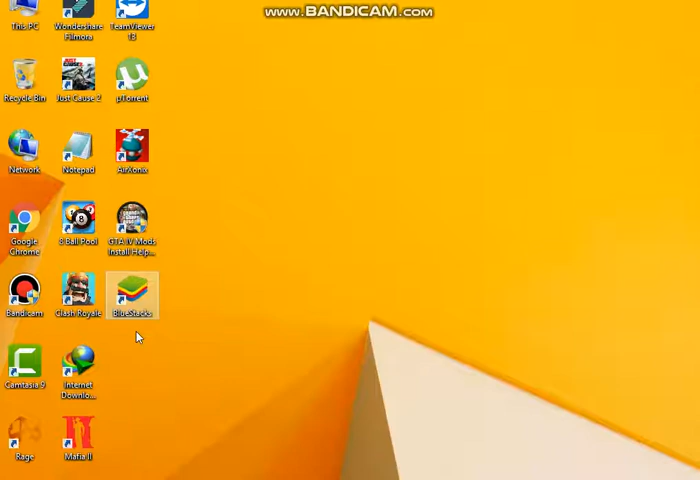 www.BANDICAM.com
This PC
Wondershare
Filmora
TeamViewer
13
Recycle Bin
Just Cause 2
µTorrent
Network
Notepad
AirXonix
Google
Chrome
8 Ball Pool
GTA IV Mods
Install Help...
Bandicam
Clash Royale
BlueStacks
Camtasia 9
Internet
Downlo...
Rage
Mafia II